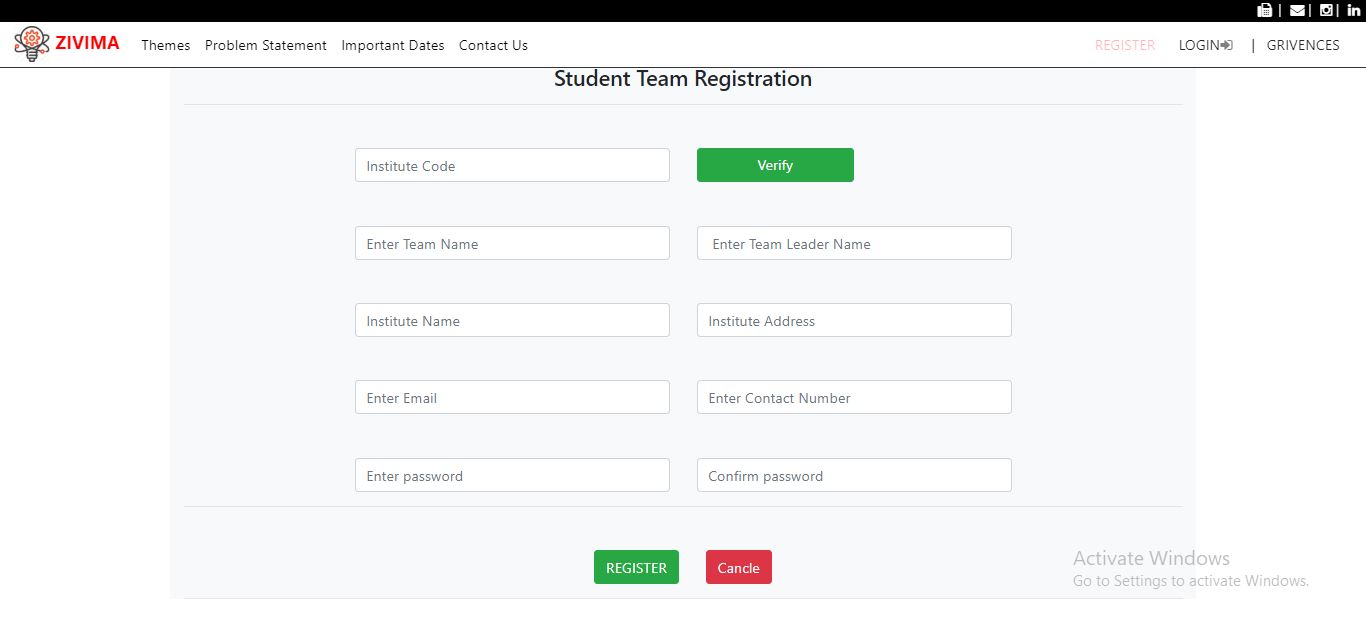 | | | in
ZIVIMA Themes Problem Statement Important Dates Contact Us REGISTER LOGIN | GRIVENCES
Student Team Registration
Institute Code Verify
Enter Team Name Enter Team Leader Name
Institute Name Institute Address
Enter Email Enter Contact Number
Enter password Confirm password
REGISTER Cancle
Activate Windows
Go to Settings to activate Windows.